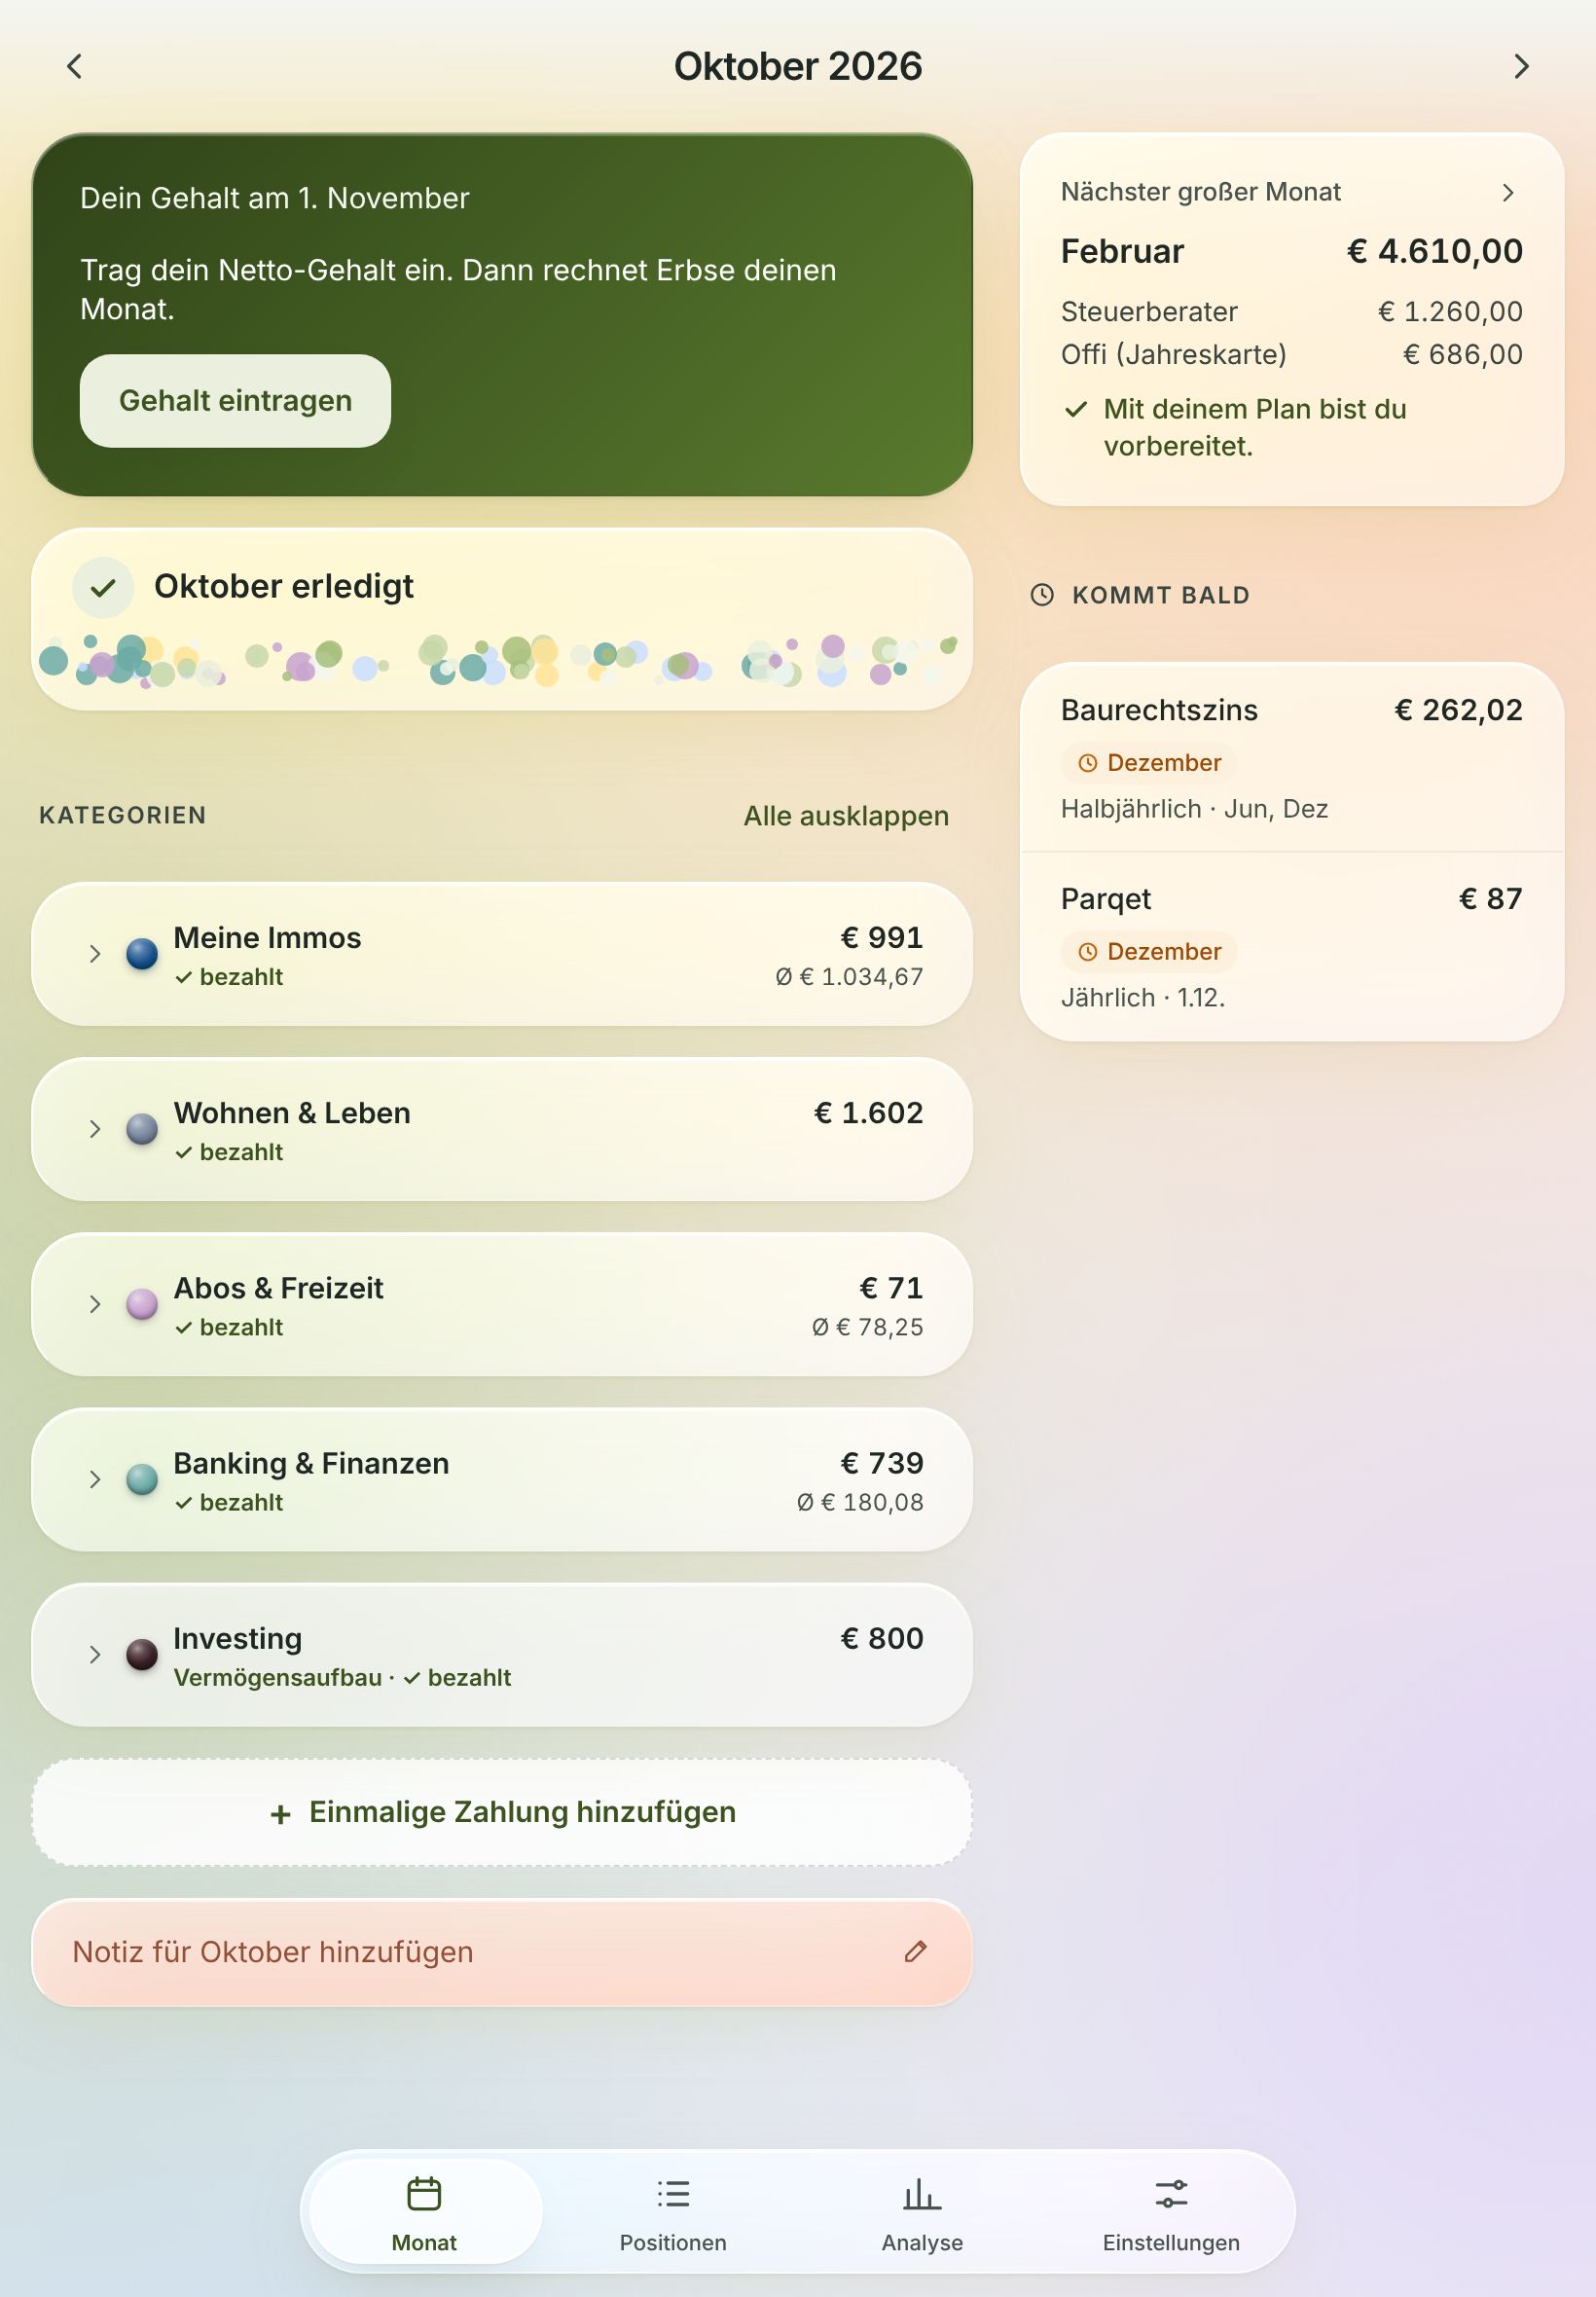 Oktober 2026
Dein Gehalt am 1. November
Trag dein Netto-Gehalt ein. Dann rechnet Erbse deinen
Monat.
Gehalt eintragen
Oktober erledigt
KATEGORIEN
Alle ausklappen
Meine Immos
€ 991
✓ bezahlt
Ø € 1.034,67
Wohnen & Leben
€ 1.602
✓ bezahlt
Abos & Freizeit
€ 71
✓ bezahlt
Ø € 78,25
Banking & Finanzen
€ 739
✓ bezahlt
Ø € 180,08
Investing
€ 800
Vermögensaufbau · ✓ bezahlt
+ Einmalige Zahlung hinzufügen
Notiz für Oktober hinzufügen
Nächster großer Monat
Februar
€ 4.610,00
Steuerberater
€ 1.260,00
Offi (Jahreskarte)
€ 686,00
Mit deinem Plan bist du
vorbereitet.
KOMMT BALD
Baurechtszins
€ 262,02
Dezember
Halbjährlich · Jun, Dez
Parqet
€ 87
Dezember
Jährlich · 1.12.
Monat
Positionen
Analyse
Einstellungen